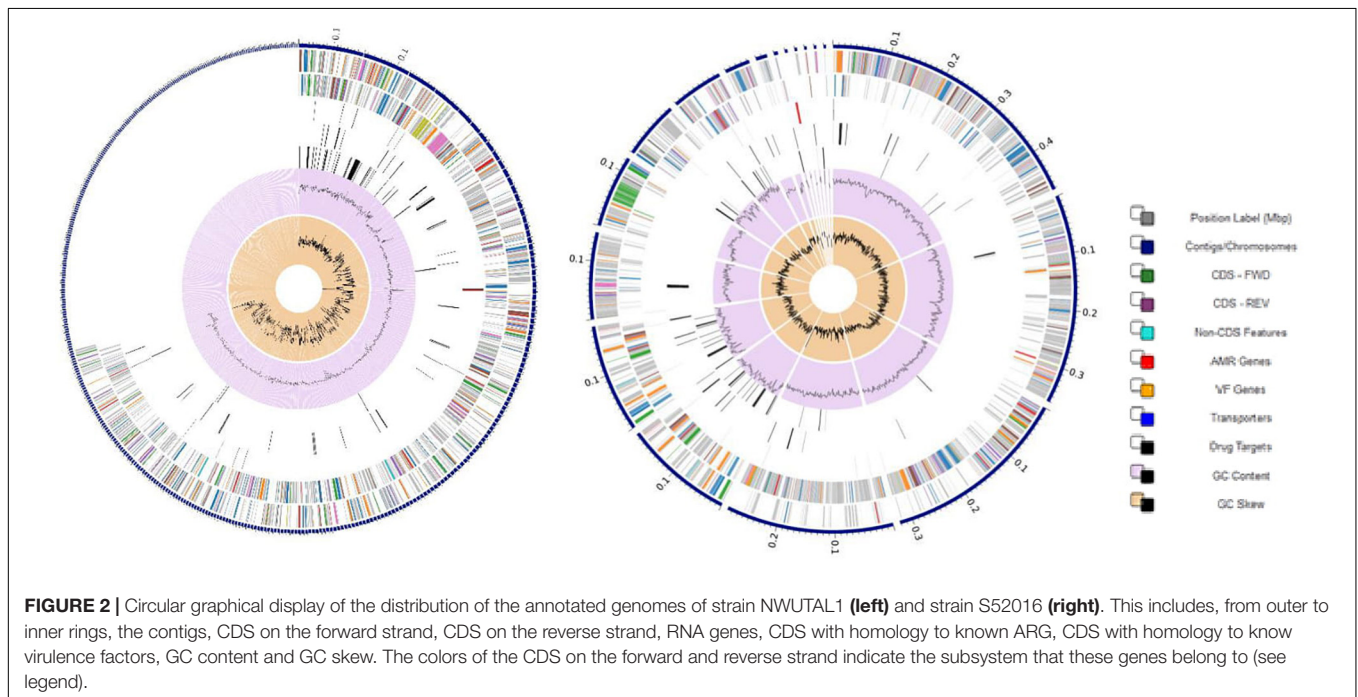 0.1
0.1
0.1
0.2
0.3
0.4
0.1
0.2
0.3
0.1
0.2
0.3
0.1
0.2
0.1
0.1
0.1
0.1
Position Label (Mbp)
Contigs/Chromosomes
CDS - FWD
CDS - REV
Non-CDS Features
AMR Genes
VF Genes
Transporters
Drug Targets
GC Content
GC Skew
FIGURE 2 | Circular graphical display of the distribution of the annotated genomes of strain NWUTAL1 (left) and strain S52016 (right). This includes, from outer to
inner rings, the contigs, CDS on the forward strand, CDS on the reverse strand, RNA genes, CDS with homology to known ARG, CDS with homology to know
virulence factors, GC content and GC skew. The colors of the CDS on the forward and reverse strand indicate the subsystem that these genes belong to (see
legend).